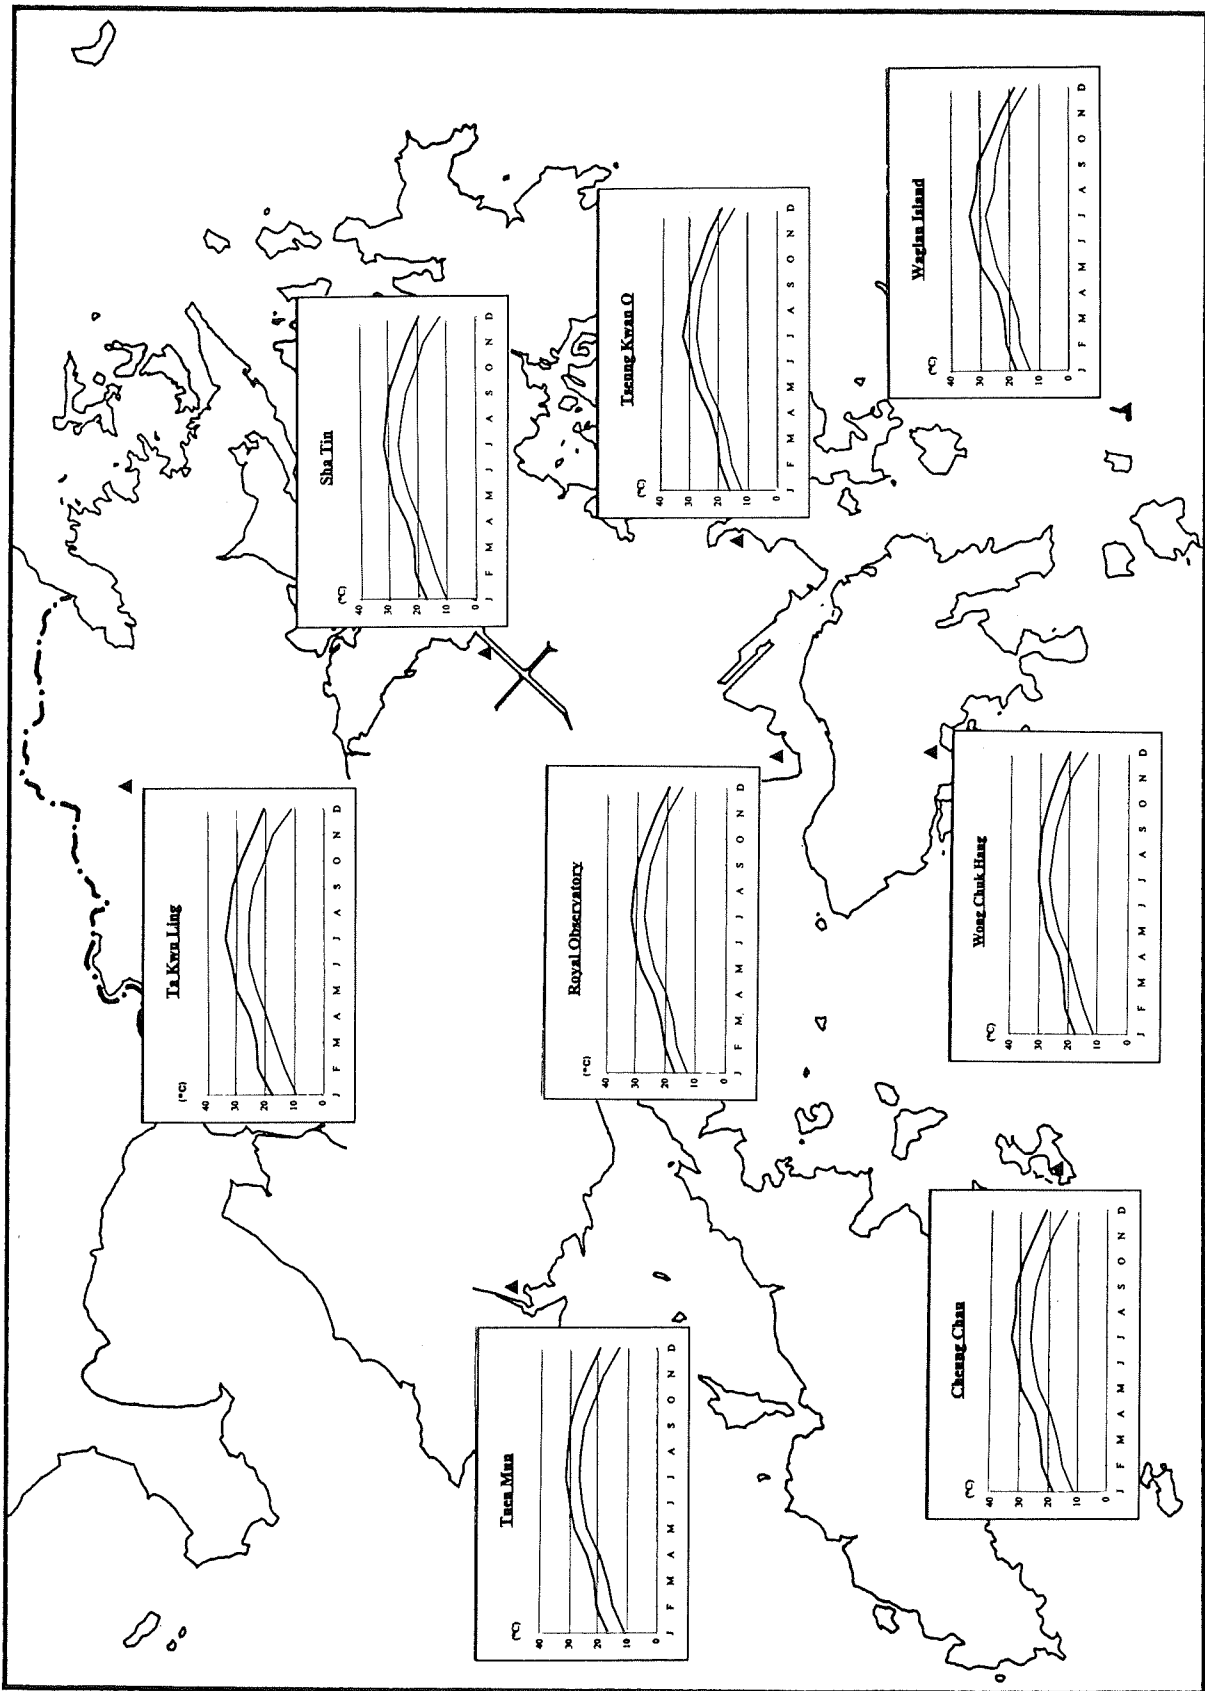 Ta Kwu Ling
(°C)
40
30
20
10
0
J F M A M J J A S O N D
Sha Tin
(°C)
40
30
20
10
0
J F M A M J J A S O N D
Tuen Mun
(°C)
40
30
20
10
0
J F M A M J J A S O N D
Royal Observatory
(°C)
40
30
20
10
0
J F M A M J J A S O N D
Tseung Kwan O
(°C)
40
30
20
10
0
J F M A M J J A S O N D
Waglan Island
(°C)
40
30
20
10
0
J F M A M J J A S O N D
Cheung Chau
(°C)
40
30
20
10
0
J F M A M J J A S O N D
Wong Chuk Hang
(°C)
40
30
20
10
0
J F M A M J J A S O N D